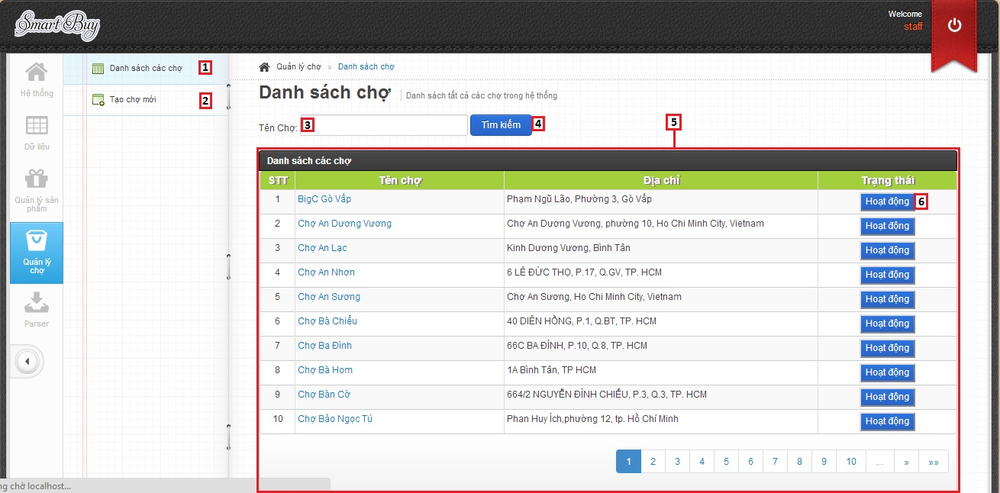 Smart Buy
Welcome
staff
Hệ thống
Dữ liệu
Quản lý sản
phẩm
Quản lý
chợ
Parser
Danh sách các chợ 1
Tạo chợ mới 2
Quản lý chợ » Danh sách chợ
Danh sách chợ Danh sách tất cả các chợ trong hệ thống
Tên Chợ: 3 Tìm kiếm 4
5
Danh sách các chợ
STT Tên chợ Địa chỉ Trạng thái
1 BigC Gò Vấp Phạm Ngũ Lão, Phường 3, Gò Vấp Hoạt động 6
2 Chợ An Dương Vương Chợ An Dương Vương, phường 10, Ho Chi Minh City, Vietnam Hoạt động
3 Chợ An Lạc Kinh Dương Vương, Bình Tân Hoạt động
4 Chợ An Nhơn 6 LÊ ĐỨC THỌ, P.17, Q.GV, TP. HCM Hoạt động
5 Chợ An Sương Chợ An Sương, Ho Chi Minh City, Vietnam Hoạt động
6 Chợ Bà Chiểu 40 DIÊN HỒNG, P.1, Q.BT, TP. HCM Hoạt động
7 Chợ Ba Đình 66C BA ĐÌNH, P.10, Q.8, TP. HCM Hoạt động
8 Chợ Bà Hom 1A Bình Tân, TP HCM Hoạt động
9 Chợ Bàn Cờ 664/2 NGUYỄN ĐÌNH CHIỂU, P.3, Q.3, TP. HCM Hoạt động
10 Chợ Bảo Ngọc Tú Phan Huy Ích,phường 12, tp. Hồ Chí Minh Hoạt động
1 2 3 4 5 6 7 8 9 10 ... » »»
ng chờ localhost...